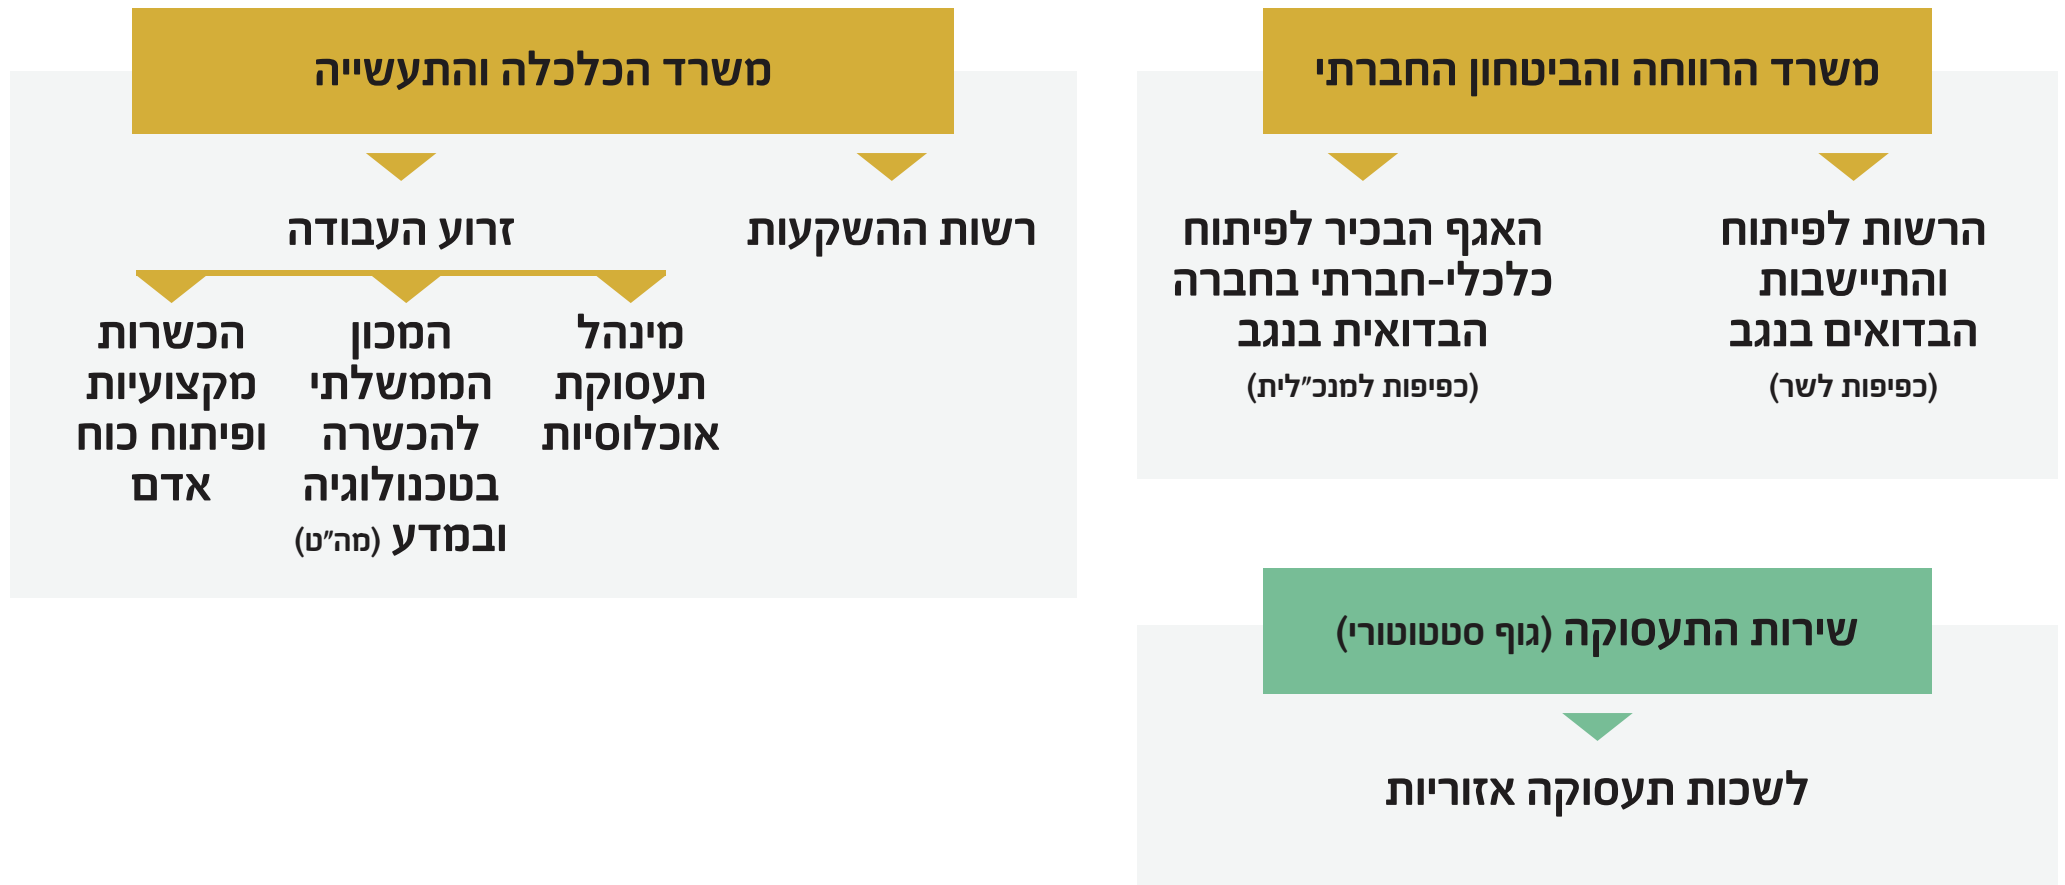 משרד הרווחה והביטחון החברתי
הרשות לפיתוח
והתיישבות
הבדואים בנגב
(כפיפות לשר)
האגף הבכיר לפיתוח
כלכלי-חברתי בחברה
הבדואית בנגב
(כפיפות למנכ"לית)
משרד הכלכלה והתעשייה
רשות ההשקעות
זרוע העבודה
מינהל
תעסוקת
אוכלוסיות
המכון
הממשלתי
להכשרה
בטכנולוגיה
ובמדע (מה"ט)
הכשרות
מקצועיות
ופיתוח כוח
אדם
שירות התעסוקה (גוף סטטוטורי)
לשכות תעסוקה אזוריות